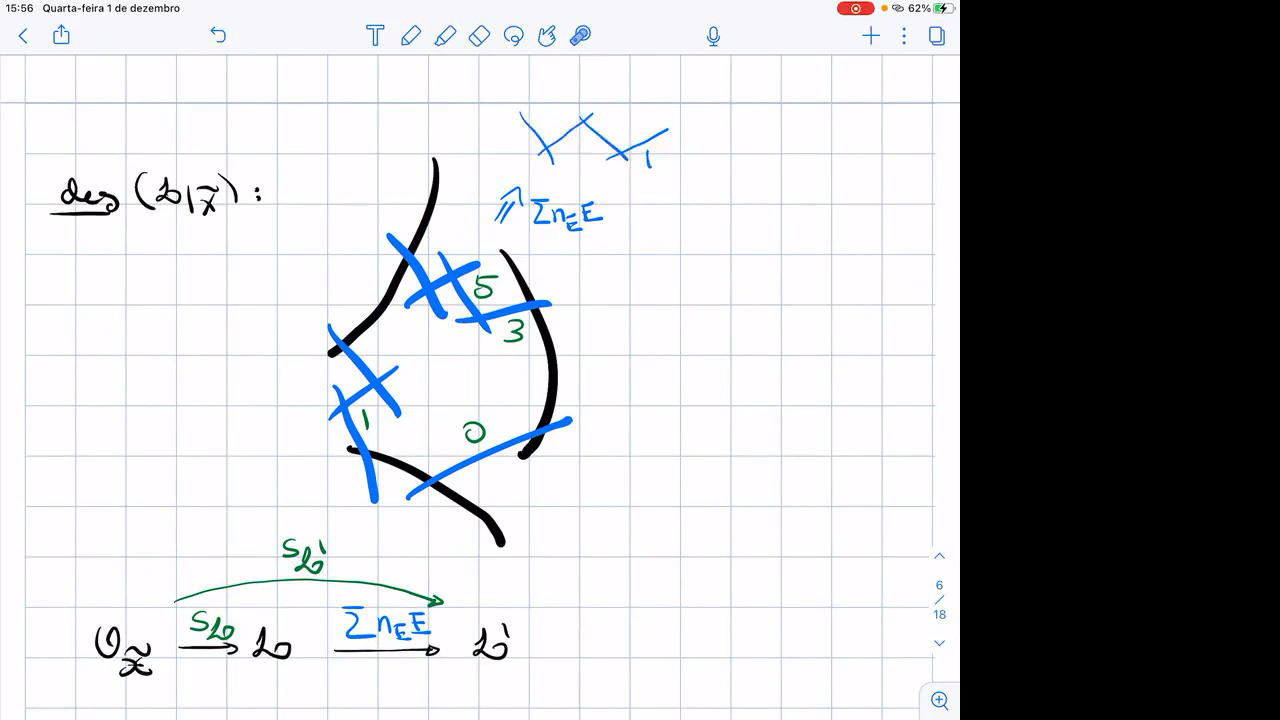 15:56 Quarta-feira 1 de dezembro 62%
T
deg (𝓛|X̃) :
Σn_E E
5
3
1
0
s_𝓛'
𝒪_𝒳̃ s_𝓛 → 𝓛 Σn_E E → 𝓛'
6
/
18